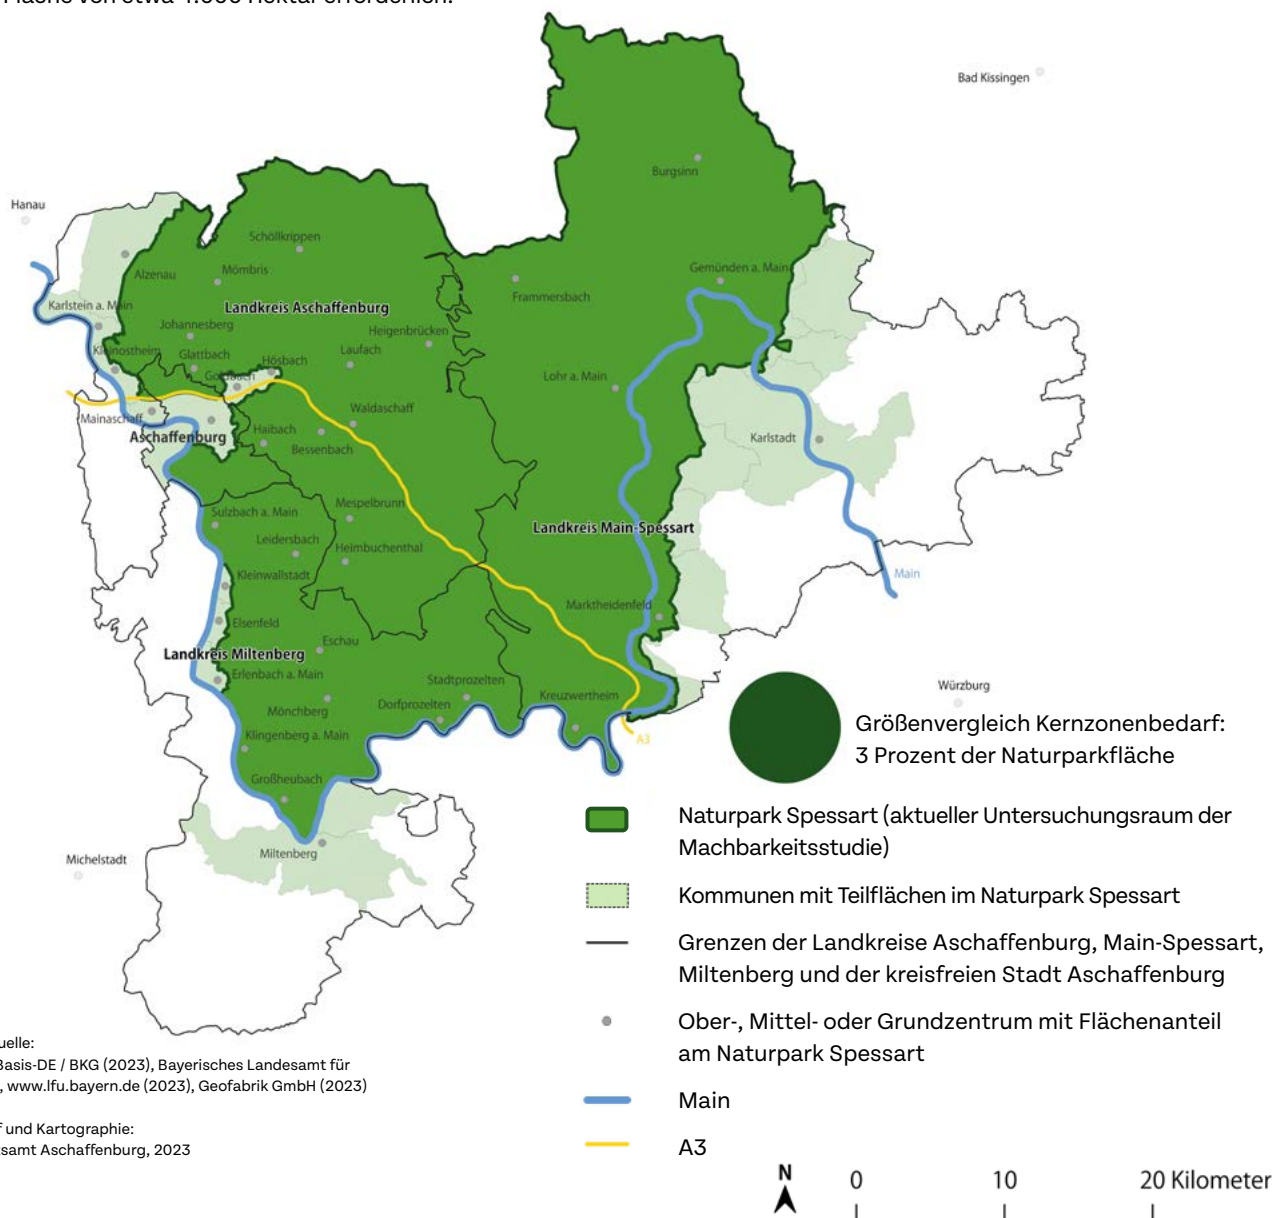 Fläche von etwa 4.000 Hektar erforderlich.
Bad Kissingen
Burgsinn
Hanau
Schöllkrippen
Alzenau
Mömbris
Gemünden a. Main
Frammersbach
Karlstein a. Main
Landkreis Aschaffenburg
Johannesberg
Heigenbrücken
Kleinostheim
Glattbach
Hösbach
Laufach
Goldbach
Lohr a. Main
Mainaschaff
Waldaschaff
Aschaffenburg
Haibach
Bessenbach
Karlstadt
Mespelbrunn
Sulzbach a. Main
Landkreis Main-Spessart
Leidersbach
Heimbuchenthal
Kleinwallstadt
Main
Marktheidenfeld
Elsenfeld
Eschau
Landkreis Miltenberg
Erlenbach a. Main
Stadtprozelten
Würzburg
Kreuzwertheim
Mönchberg
Dorfprozelten
Klingenberg a. Main
A3
Großheubach
Miltenberg
Michelstadt
Größenvergleich Kernzonenbedarf:
3 Prozent der Naturparkfläche
Naturpark Spessart (aktueller Untersuchungsraum der
Machbarkeitsstudie)
Kommunen mit Teilflächen im Naturpark Spessart
Grenzen der Landkreise Aschaffenburg, Main-Spessart,
Miltenberg und der kreisfreien Stadt Aschaffenburg
Ober-, Mittel- oder Grundzentrum mit Flächenanteil
am Naturpark Spessart
Main
A3
uelle:
Basis-DE / BKG (2023), Bayerisches Landesamt für
, www.lfu.bayern.de (2023), Geofabrik GmbH (2023)
f und Kartographie:
tsamt Aschaffenburg, 2023
N
0 10 20 Kilometer